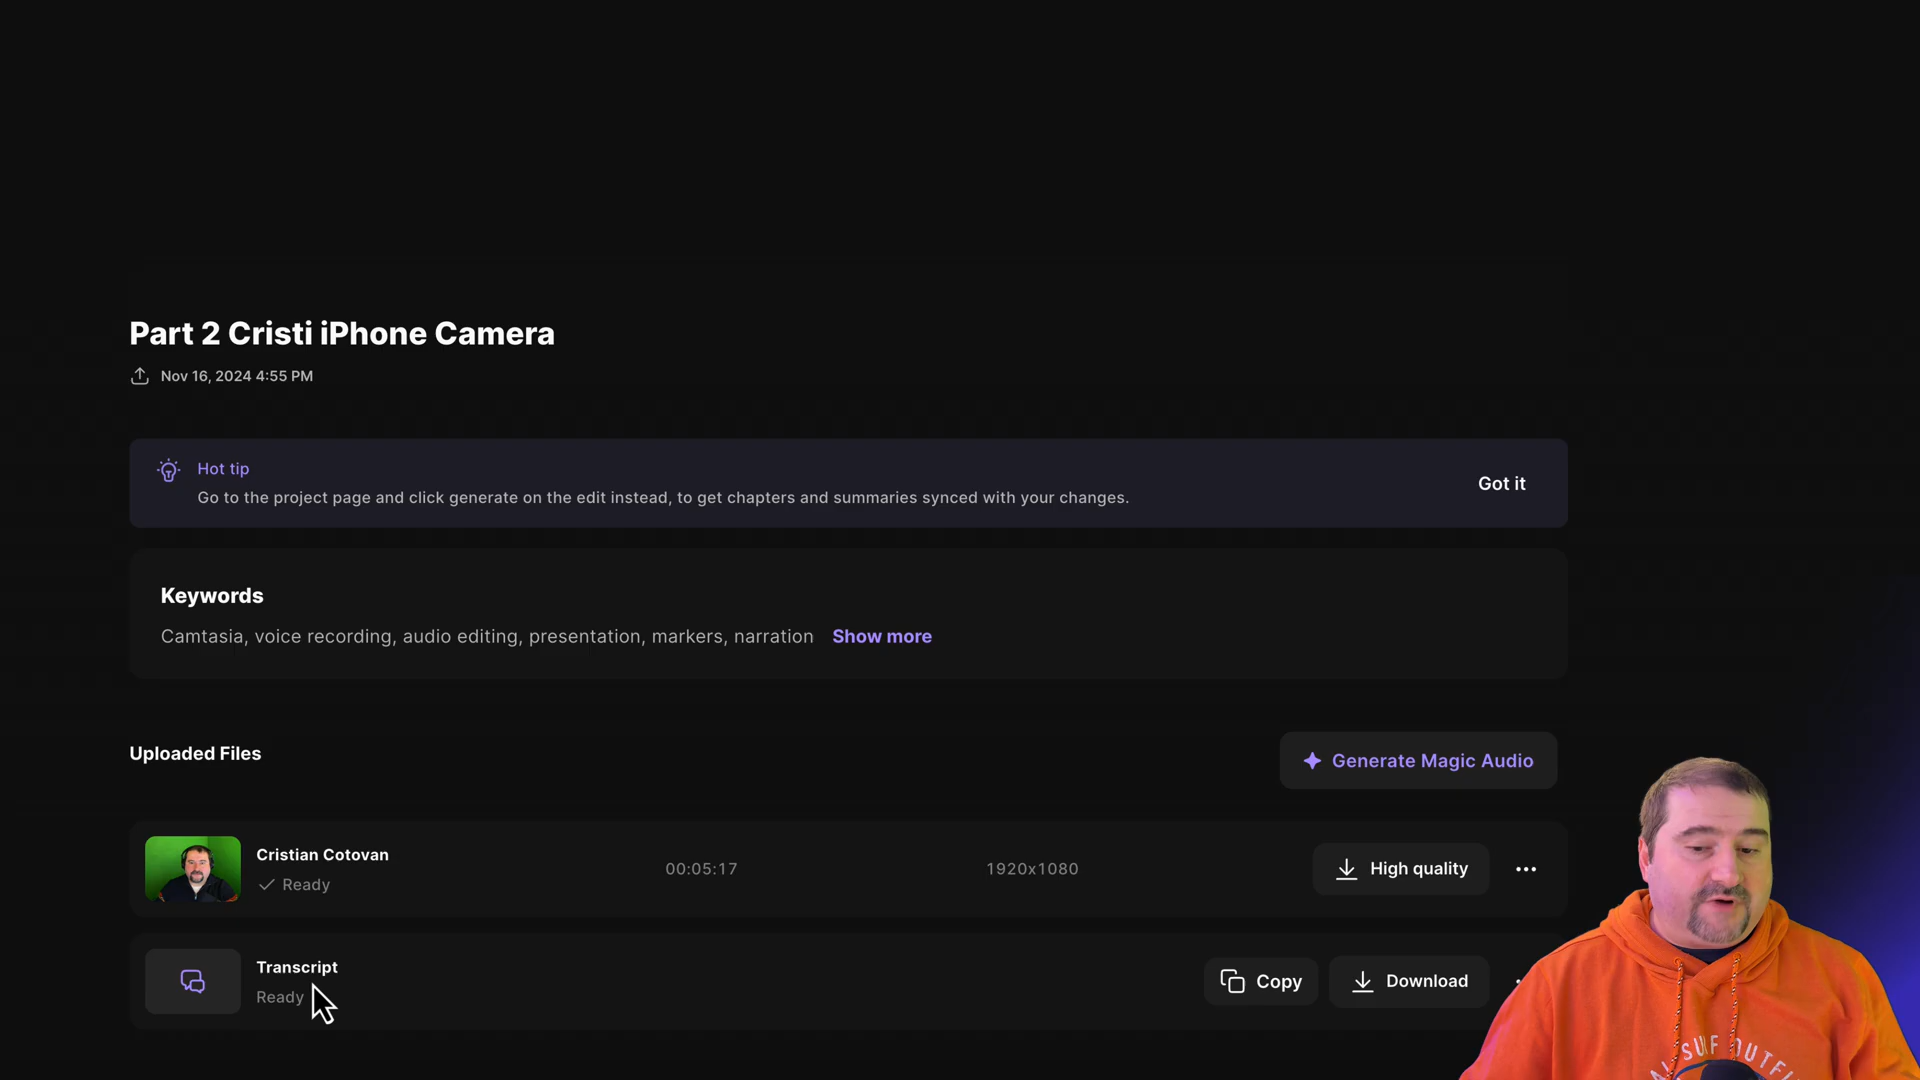 Part 2 Cristi iPhone Camera
Nov 16, 2024 4:55 PM
Hot tip
Go to the project page and click generate on the edit instead, to get chapters and summaries synced with your changes.
Got it
Keywords
Camtasia, voice recording, audio editing, presentation, markers, narration Show more
Uploaded Files
Generate Magic Audio
Cristian Cotovan
Ready
00:05:17
1920x1080
High quality
Transcript
Ready
Copy
Download